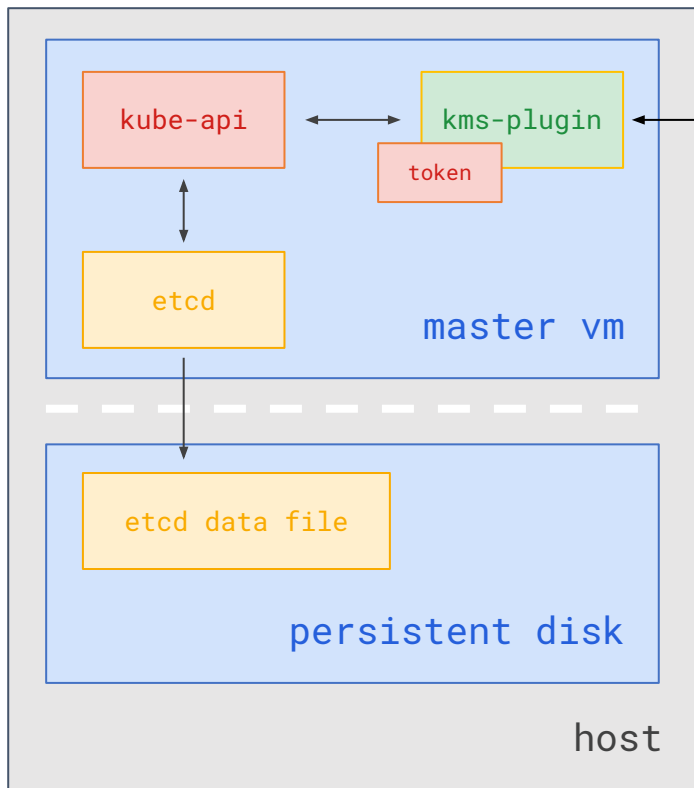 kube-api
kms-plugin
token
etcd
master vm
etcd data file
persistent disk
host